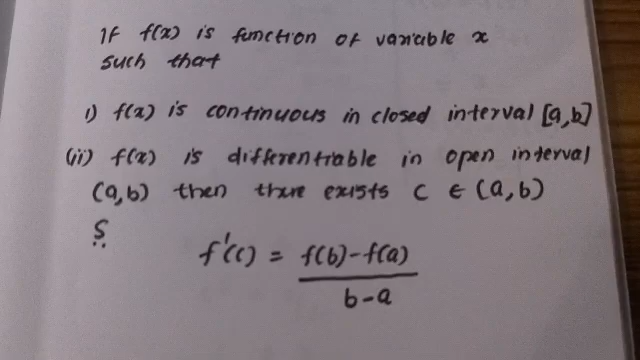 If f(x) is function of variable x
such that
i) f(x) is continuous in closed interval [a,b]
(ii) f(x) is differentiable in open interval
(a,b) then there exists c ∈ (a,b)
f'(c) = f(b)-f(a)
b-a